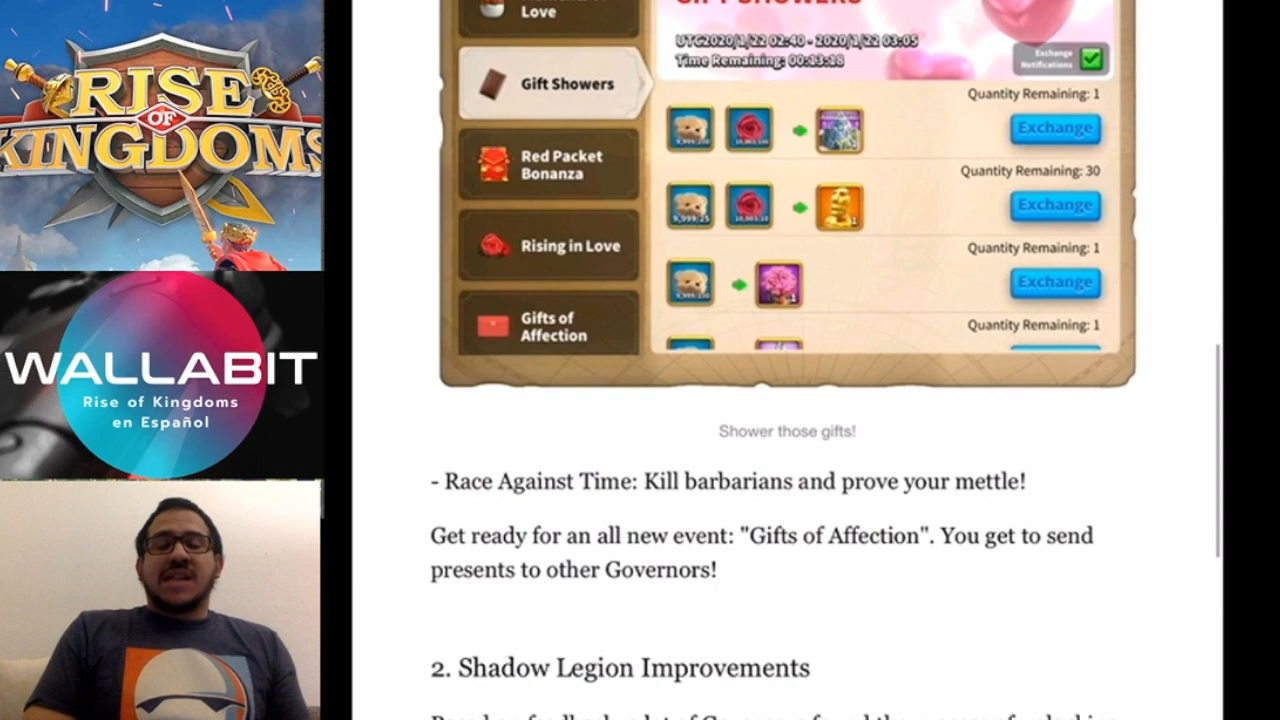 RISE
OF
KINGDOMS
WALLABIT
Rise of Kingdoms
en Español
Love
Gift Showers
Red Packet
Bonanza
Rising in Love
Gifts of
Affection
GIFT SHOWERS
UTC2020/1/22 02:40 - 2020/1/22 03:05
Time Remaining: 00:13:18
Exchange
Notifications
Quantity Remaining: 1
Exchange
Quantity Remaining: 30
Exchange
Quantity Remaining: 1
Exchange
Quantity Remaining: 1
Shower those gifts!
- Race Against Time: Kill barbarians and prove your mettle!
Get ready for an all new event: "Gifts of Affection". You get to send
presents to other Governors!
2. Shadow Legion Improvements